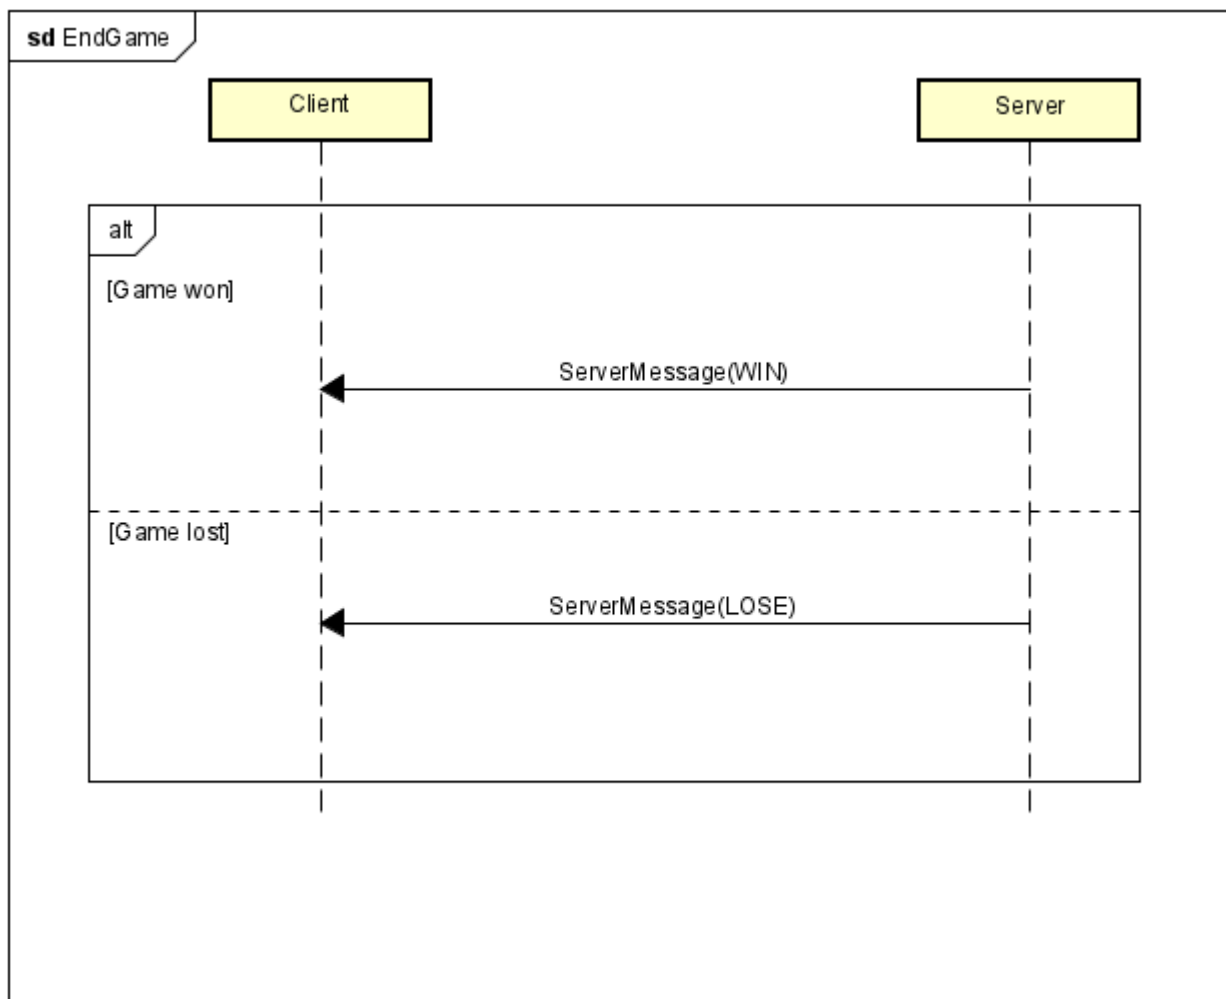 sd EndGame
Client
Server
alt
[Game won]
ServerMessage(WIN)
[Game lost]
ServerMessage(LOSE)